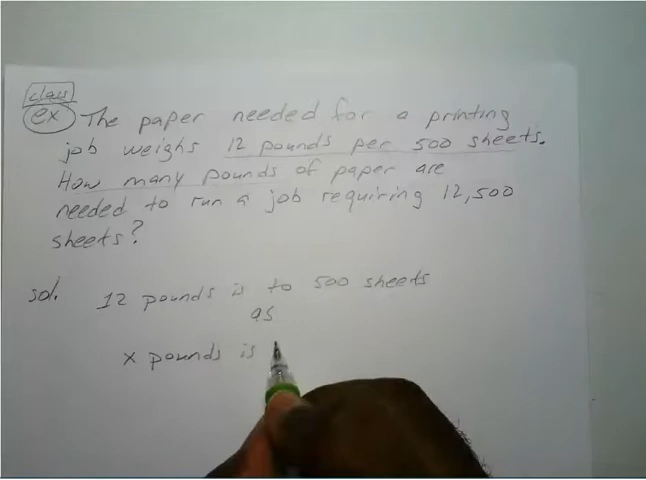 class
ex The paper needed for a printing
job weighs 12 pounds per 500 sheets.
How many pounds of paper are
needed to run a job requiring 12,500
sheets?
sol. 12 pounds is to 500 sheets
as
x pounds is